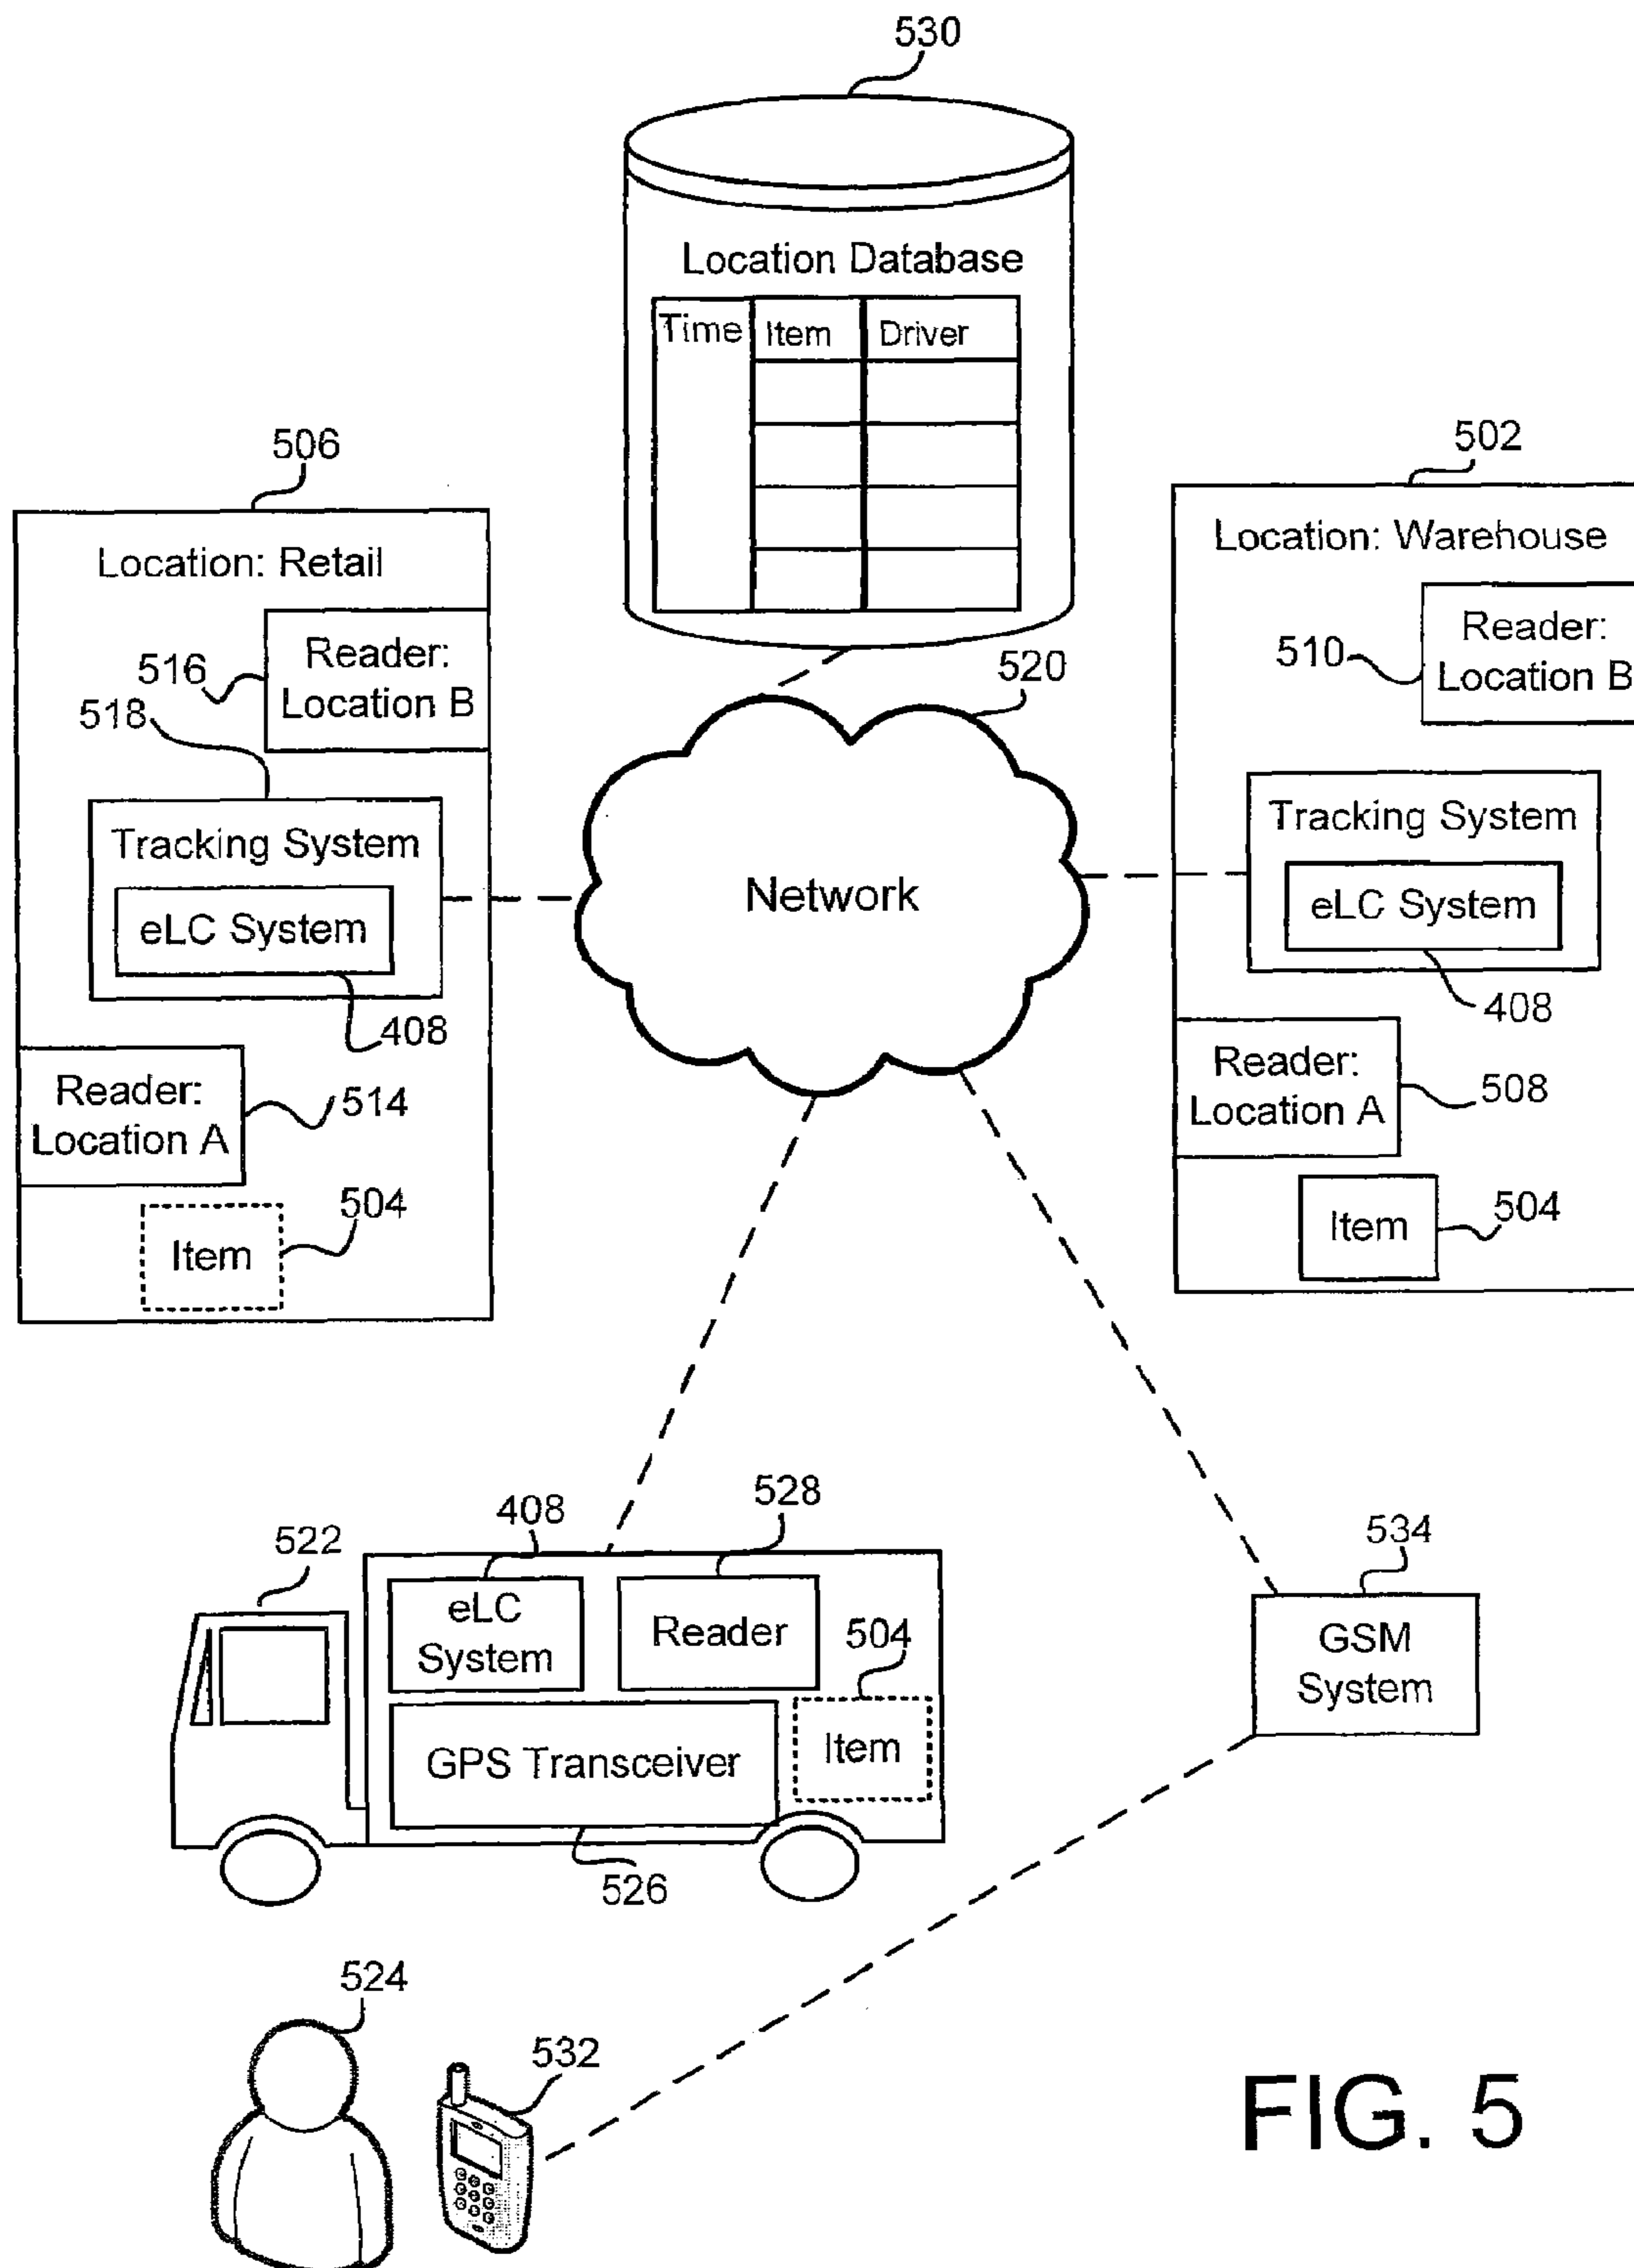 530
Location Database
Time Item Driver
506
Location: Retail
516
Reader:
Location B
518
Tracking System
eLC System
408
Reader:
Location A
514
504
Item
520
Network
502
Location: Warehouse
510
Reader:
Location B
Tracking System
eLC System
408
Reader:
Location A
508
Item
504
522
408
528
eLC
System
Reader
504
GPS Transceiver
Item
526
534
GSM
System
524
532
FIG. 5